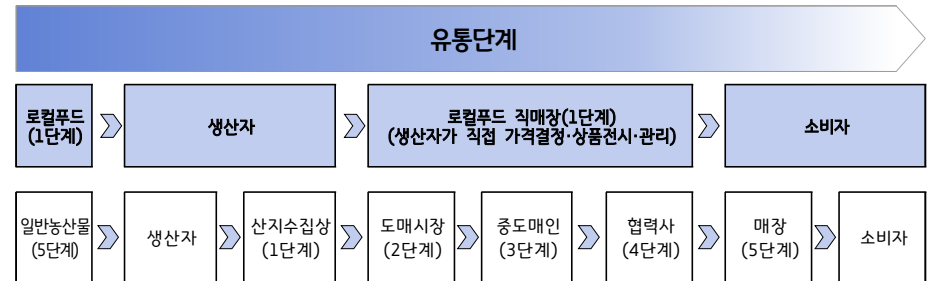 유통단계
로컬푸드
(1단계)
생산자
로컬푸드 직매장(1단계)
(생산자가 직접 가격결정·상품전시·관리)
소비자
일반농산물
(5단계)
생산자
산지수집상
(1단계)
도매시장
(2단계)
중도매인
(3단계)
협력사
(4단계)
매장
(5단계)
소비자